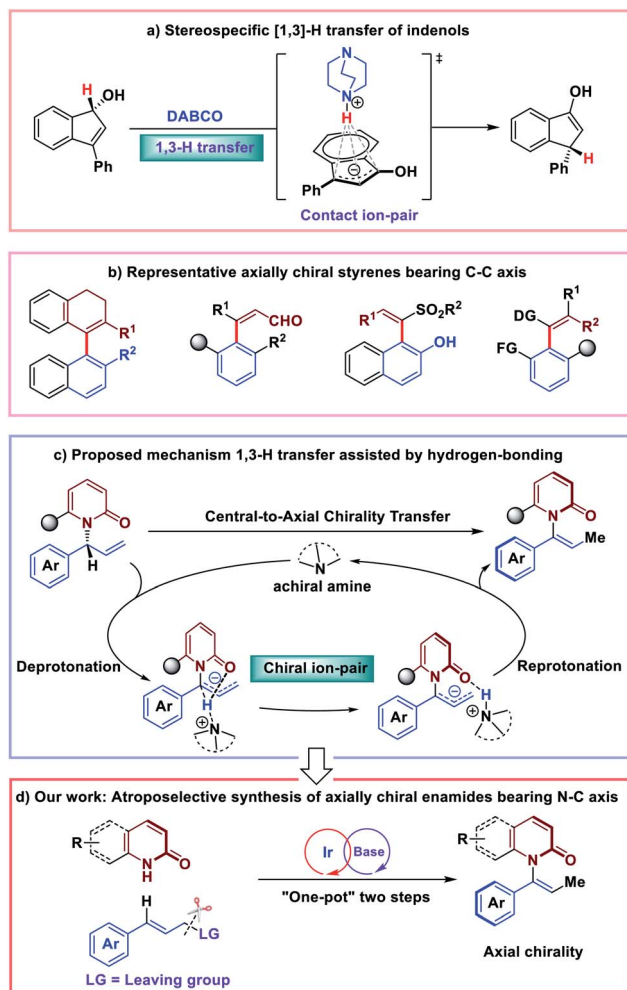 a) Stereospecific [1,3]-H transfer of indenols
H
OH
Ph
DABCO
1,3-H transfer
N
N
⊕
H
Ph
⊖
OH
Contact ion-pair
‡
OH
Ph
H
b) Representative axially chiral styrenes bearing C-C axis
R1
R2
R1
CHO
R2
R1
SO2R2
OH
R1
DG
R2
FG
c) Proposed mechanism 1,3-H transfer assisted by hydrogen-bonding
N
O
Ar
H
Central-to-Axial Chirality Transfer
N
achiral amine
N
O
Ar
Me
Deprotonation
N
O
⊖
Ar
H
⊕
N
Chiral ion-pair
N
O
⊖
Ar
H
⊕
N
Reprotonation
d) Our work: Atroposelective synthesis of axially chiral enamides bearing N-C axis
R
N
H
O
H
Ar
LG
LG = Leaving group
Ir
Base
"One-pot" two steps
R
N
O
Ar
Me
Axial chirality